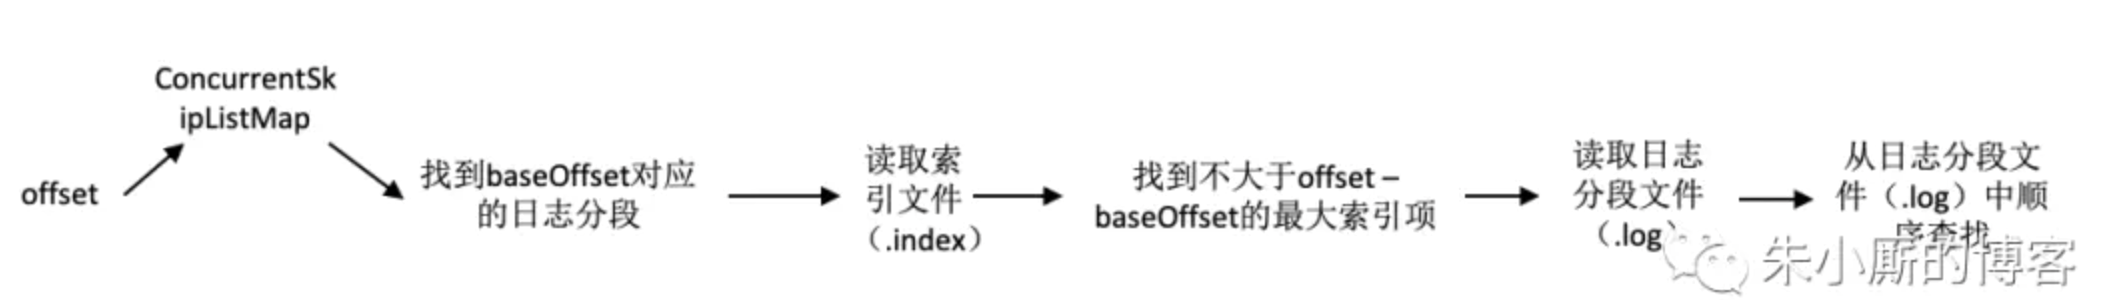 offset
ConcurrentSk
ipListMap
找到baseOffset对应
的日志分段
读取索
引文件
（.index）
找到不大于offset –
baseOffset的最大索引项
读取日志
分段文件
（.log）
从日志分段文
件（.log）中顺
序查找
朱小厮的博客